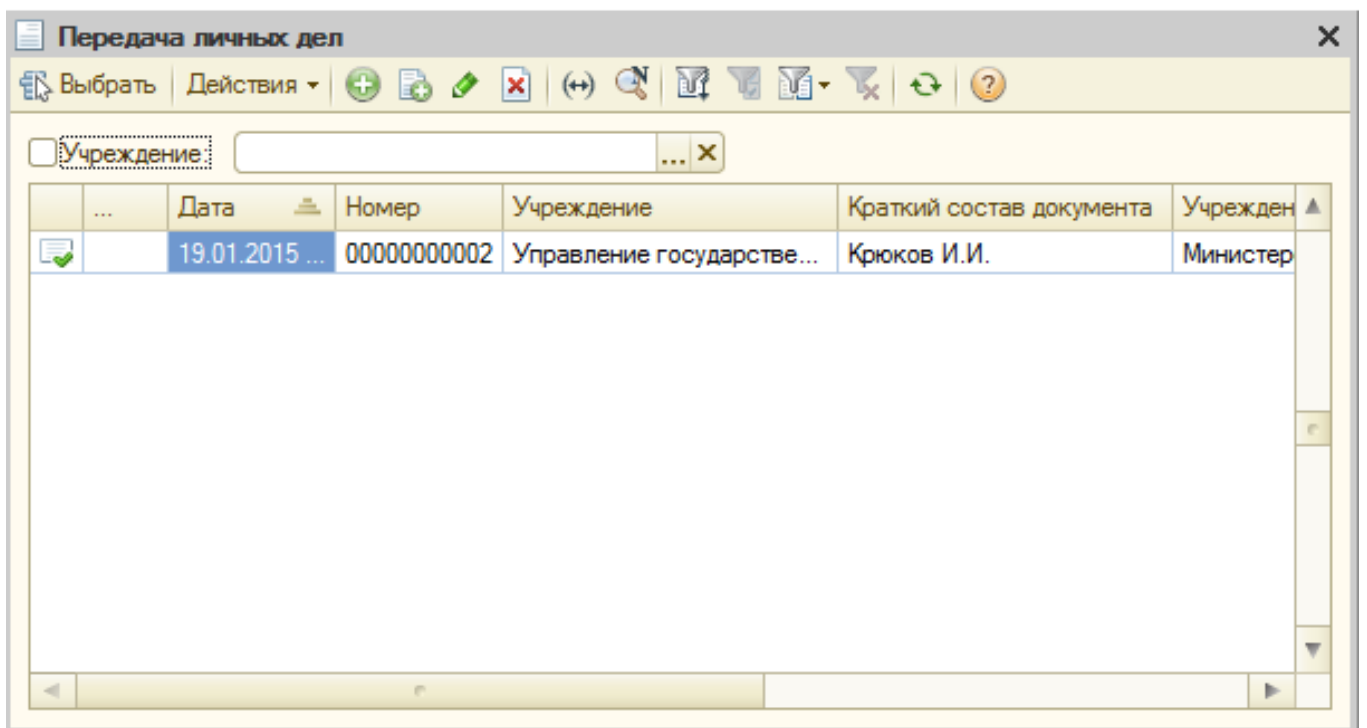 Передача личных дел
Выбрать Действия
Учреждение: ...
... Дата Номер Учреждение Краткий состав документа Учрежден
19.01.2015 ... 00000000002 Управление государстве... Крюков И.И. Министер